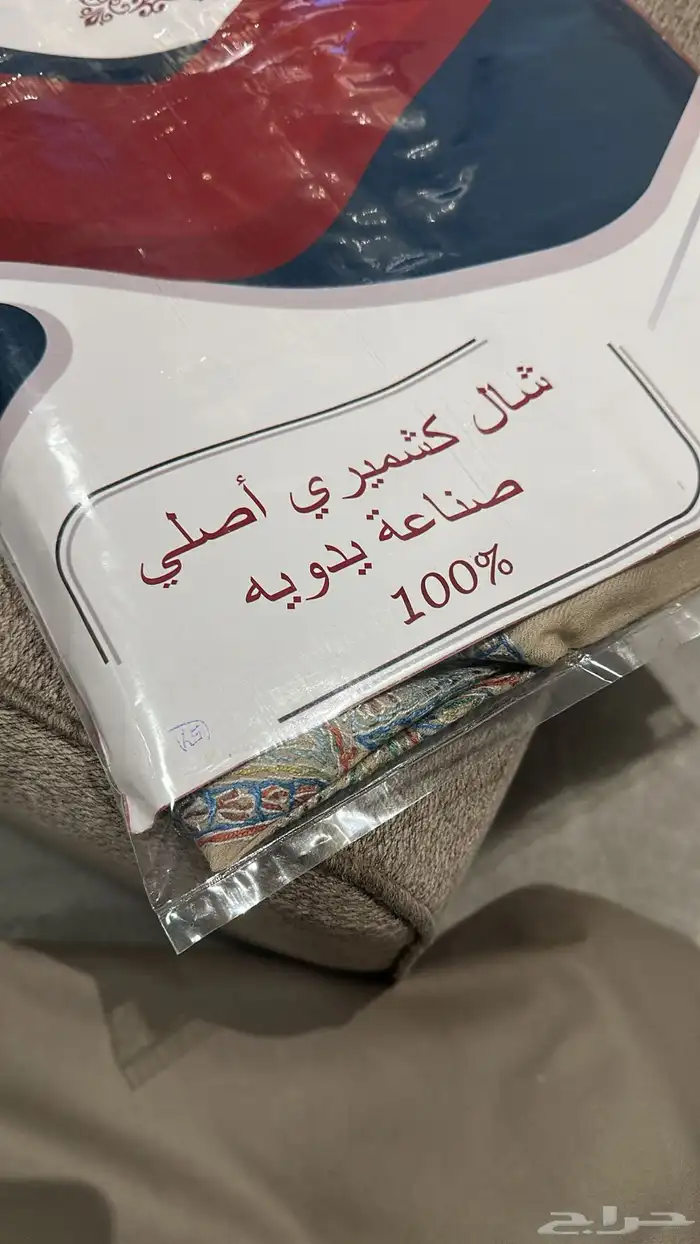 شال كشميري أصلي
صناعة يدويه
100%
حراج